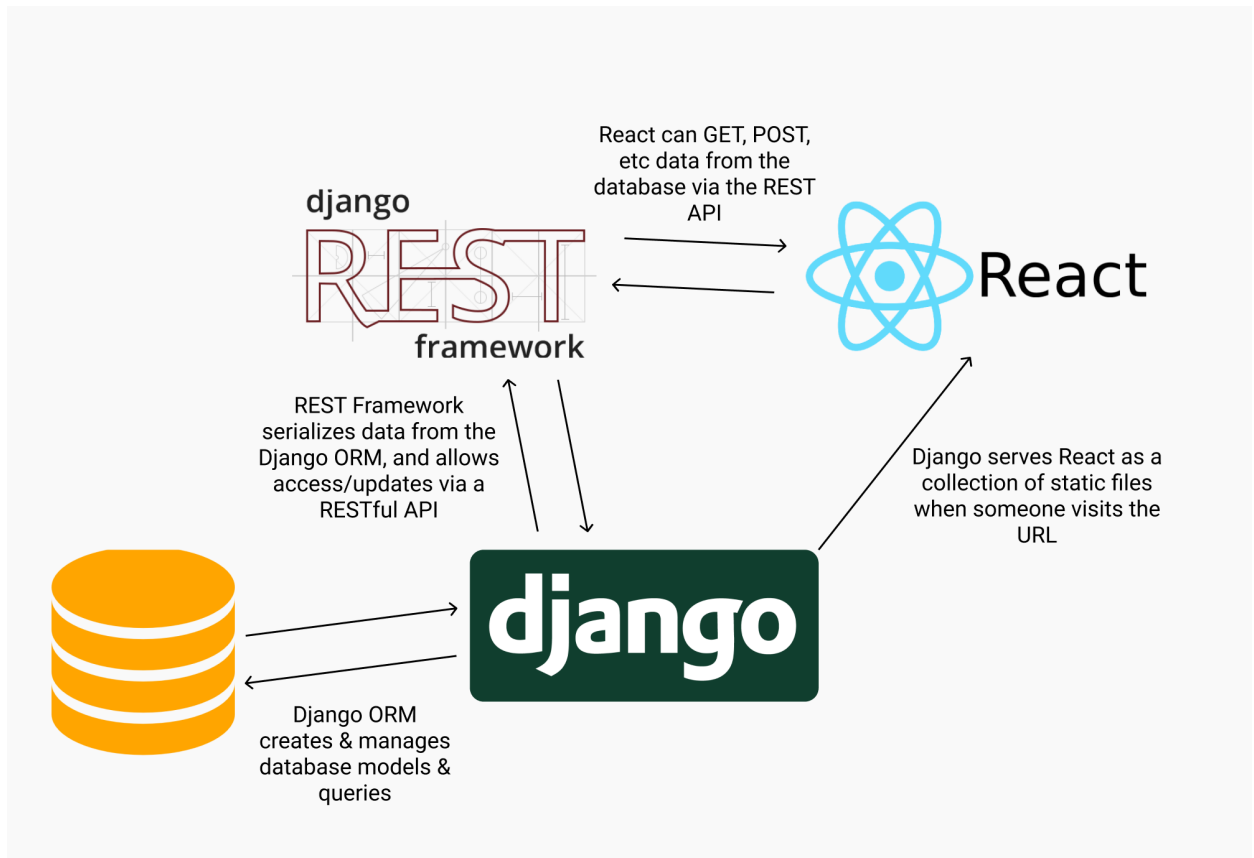 React can GET, POST,
etc data from the
database via the REST
API
django
REST
framework
React
REST Framework
serializes data from the
Django ORM, and allows
access/updates via a
RESTful API
Django serves React as a
collection of static files
when someone visits the
URL
django
Django ORM
creates & manages
database models &
queries